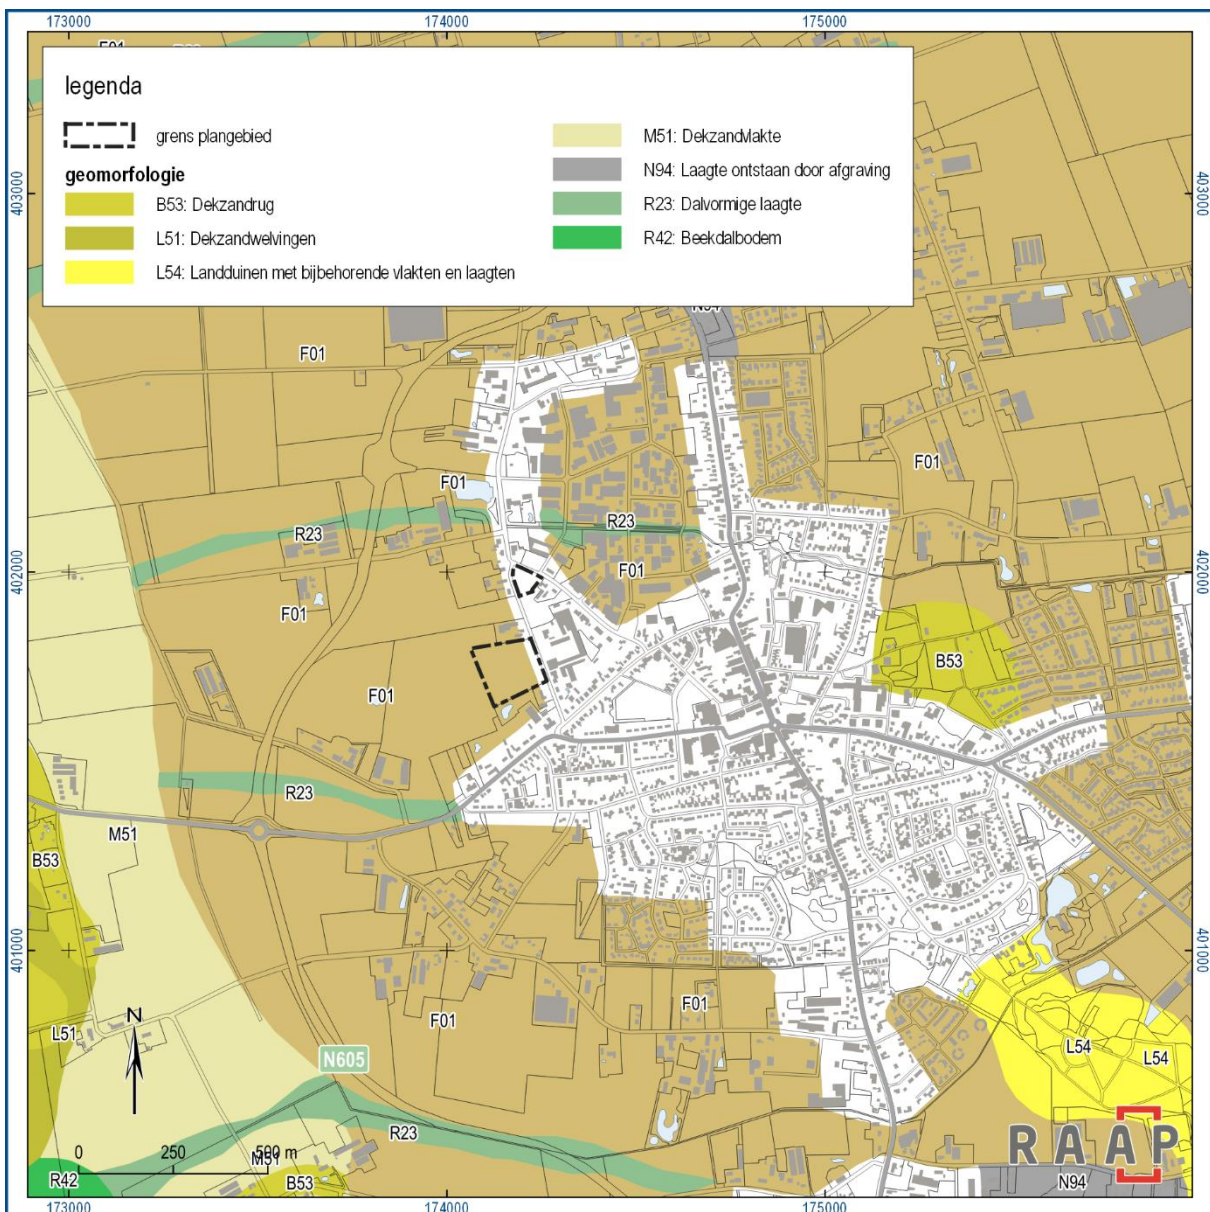 173000 174000 175000
F01
legenda
grens plangebied
geomorfologie
B53: Dekzandrug
L51: Dekzandwelvingen
L54: Landduinen met bijbehorende vlakten en laagten
M51: Dekzandvlakte
N94: Laagte ontstaan door afgraving
R23: Dalvormige laagte
R42: Beekdalbodem
403000 403000
N94
F01
F01
F01
R23 R23
402000 402000
F01
F01
B53
F01
R23
M51
B53
401000 401000
F01
F01
L51
N
L54
L54
N605
R23
RAAP
0 250 500 m
M51
R42
B53
N94
173000 174000 175000